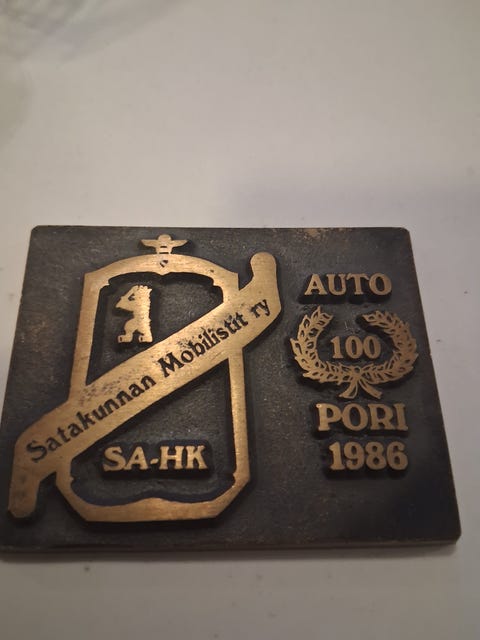 Satakunnan Mobilistit ry
SA-HK
AUTO
100
PORI
1986